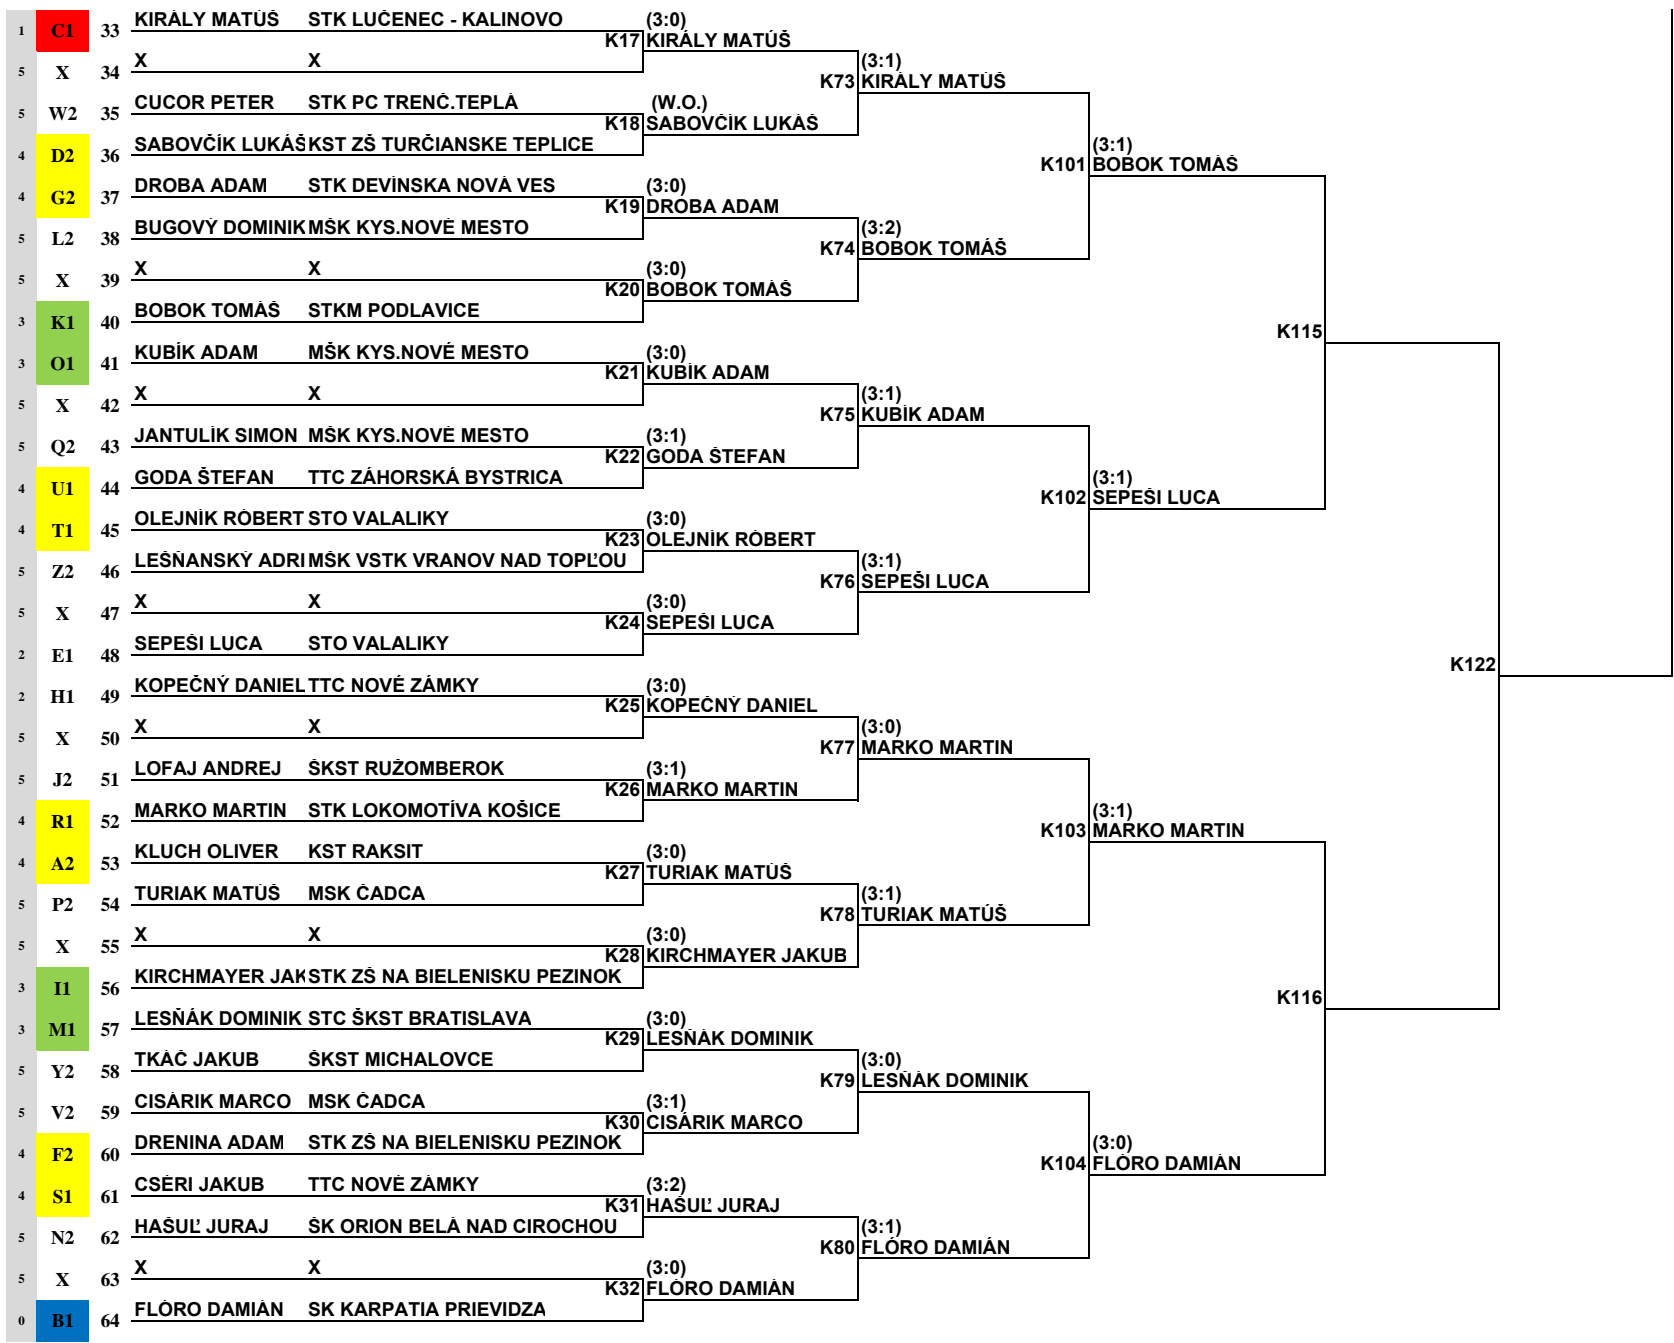 1 C1 33 KIRÁLY MATÚŠ STK LUČENEC - KALINOVO (3:0)
K17 KIRÁLY MATÚŠ
5 X 34 X X (3:1)
K73 KIRÁLY MATÚŠ
5 W2 35 CUCOR PETER STK PC TRENČ.TEPLÁ (W.O.)
K18 SABOVČÍK LUKÁŠ
4 D2 36 SABOVČÍK LUKÁŠ KST ZŠ TURČIANSKE TEPLICE (3:1)
K101 BOBOK TOMÁŠ
4 G2 37 DROBA ADAM STK DEVÍNSKA NOVÁ VES (3:0)
K19 DROBA ADAM
5 L2 38 BUGOVÝ DOMINIK MŠK KYS.NOVÉ MESTO (3:2)
K74 BOBOK TOMÁŠ
5 X 39 X X (3:0)
K20 BOBOK TOMÁŠ
3 K1 40 BOBOK TOMÁŠ STKM PODLAVICE
K115
3 O1 41 KUBÍK ADAM MŠK KYS.NOVÉ MESTO (3:0)
K21 KUBÍK ADAM
5 X 42 X X (3:1)
K75 KUBÍK ADAM
5 Q2 43 JANTULÍK SIMON MŠK KYS.NOVÉ MESTO (3:1)
K22 GODA ŠTEFAN
4 U1 44 GODA ŠTEFAN TTC ZÁHORSKÁ BYSTRICA (3:1)
K102 SEPEŠI LUCA
4 T1 45 OLEJNÍK RÓBERT STO VALALIKY (3:0)
K23 OLEJNÍK RÓBERT
5 Z2 46 LEŠŇANSKÝ ADRI MŠK VSTK VRANOV NAD TOPĽOU (3:1)
K76 SEPEŠI LUCA
5 X 47 X X (3:0)
K24 SEPEŠI LUCA
2 E1 48 SEPEŠI LUCA STO VALALIKY
K122
2 H1 49 KOPEČNÝ DANIEL TTC NOVÉ ZÁMKY (3:0)
K25 KOPEČNÝ DANIEL
5 X 50 X X (3:0)
K77 MARKO MARTIN
5 J2 51 LOFAJ ANDREJ ŠKST RUŽOMBEROK (3:1)
K26 MARKO MARTIN
4 R1 52 MARKO MARTIN STK LOKOMOTÍVA KOŠICE (3:1)
K103 MARKO MARTIN
4 A2 53 KLUCH OLIVER KST RAKSIT (3:0)
K27 TURIAK MATÚŠ
5 P2 54 TURIAK MATÚŠ MSK ČADCA (3:1)
K78 TURIAK MATÚŠ
5 X 55 X X (3:0)
K28 KIRCHMAYER JAKUB
3 I1 56 KIRCHMAYER JAK STK ZŠ NA BIELENISKU PEZINOK
K116
3 M1 57 LESŇÁK DOMINIK STC ŠKST BRATISLAVA (3:0)
K29 LESŇÁK DOMINIK
5 Y2 58 TKÁČ JAKUB ŠKST MICHALOVCE (3:0)
K79 LESŇÁK DOMINIK
5 V2 59 CISÁRIK MARCO MSK ČADCA (3:1)
K30 CISÁRIK MARCO
4 F2 60 DRENINA ADAM STK ZŠ NA BIELENISKU PEZINOK (3:0)
K104 FLÓRO DAMIÁN
4 S1 61 CSÉRI JAKUB TTC NOVÉ ZÁMKY (3:2)
K31 HAŠUĽ JURAJ
5 N2 62 HAŠUĽ JURAJ ŠK ORION BELÁ NAD CIROCHOU (3:1)
K80 FLÓRO DAMIÁN
5 X 63 X X (3:0)
K32 FLÓRO DAMIÁN
0 B1 64 FLÓRO DAMIÁN SK KARPATIA PRIEVIDZA